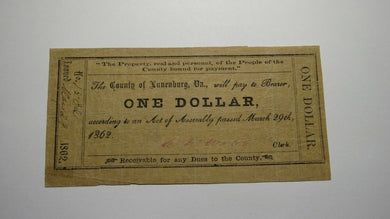 "The Property, real and personal, of the People of the
County bound for payment."
The County of Lunenburg, Va., will pay to Bearer,
ONE DOLLAR,
according to an Act of Assembly passed March 29th,
1862.
Clerk.
Receivable for any Dues to the County.
No.
Issued
1862.
ONE DOLLAR.